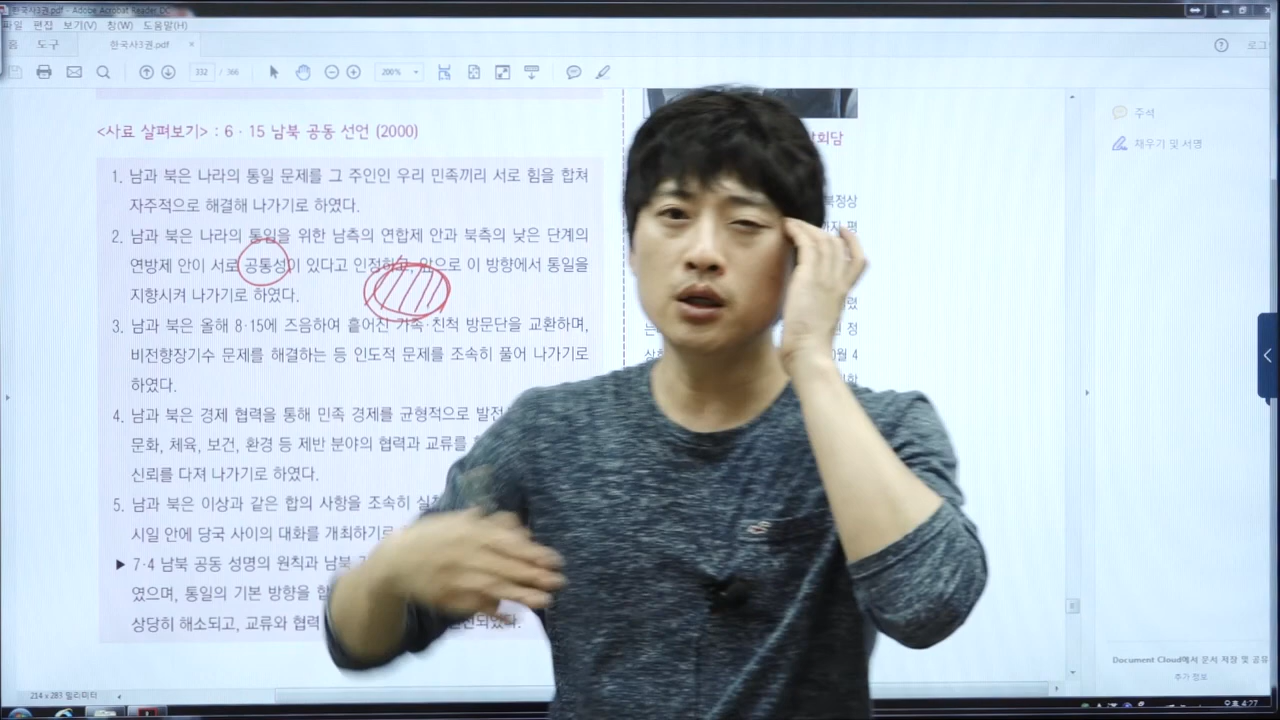 한국사3권.pdf - Adobe Acrobat Reader DC
파일 편집 보기(V) 창(W) 도움말(H)
홈 도구 한국사3권.pdf ×
332 / 366 200%
<사료 살펴보기> : 6 · 15 남북 공동 선언 (2000)
1. 남과 북은 나라의 통일 문제를 그 주인인 우리 민족끼리 서로 힘을 합쳐
자주적으로 해결해 나가기로 하였다.
2. 남과 북은 나라의 통일을 위한 남측의 연합제 안과 북측의 낮은 단계의
연방제 안이 서로 공통성이 있다고 인정하고, 앞으로 이 방향에서 통일을
지향시켜 나가기로 하였다.
3. 남과 북은 올해 8·15에 즈음하여 흩어진 가족·친척 방문단을 교환하며,
비전향장기수 문제를 해결하는 등 인도적 문제를 조속히 풀어 나가기로
하였다.
4. 남과 북은 경제 협력을 통해 민족 경제를 균형적으로 발전
문화, 체육, 보건, 환경 등 제반 분야의 협력과 교류를
신뢰를 다져 나가기로 하였다.
5. 남과 북은 이상과 같은 합의 사항을 조속히
시일 안에 당국 사이의 대화를 개최하기로
▶ 7·4 남북 공동 성명의 원칙과 남북
였으며, 통일의 기본 방향을
상당히 해소되고, 교류와 협력
회담
북정상
는
정
0월 4
주석
채우기 및 서명
Document Cloud에서 문서 저장 및 공유
추가 정보
214 x 283 밀리미터
오후 4:27